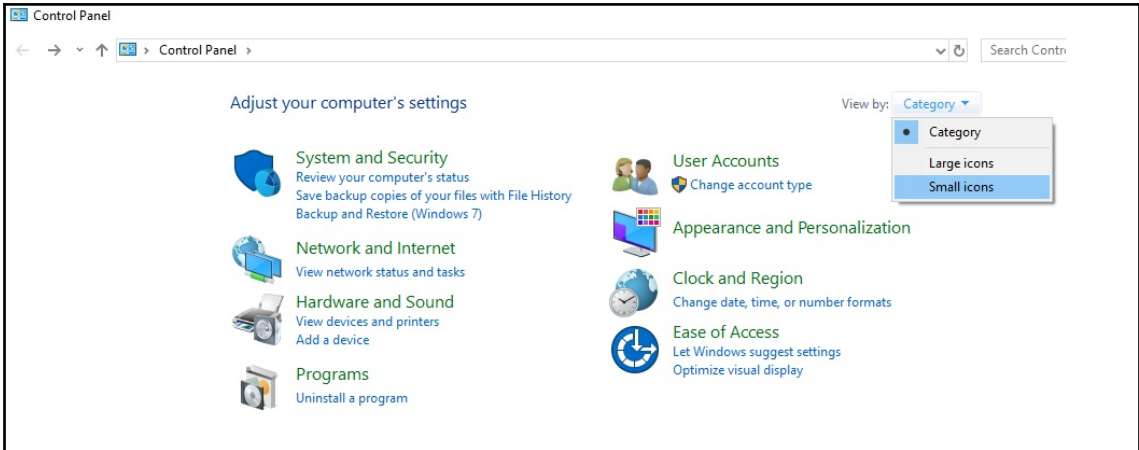 Control Panel
Control Panel
Search Contr
Adjust your computer's settings
View by: Category
Category
Large icons
Small icons
System and Security
Review your computer's status
Save backup copies of your files with File History
Backup and Restore (Windows 7)
Network and Internet
View network status and tasks
Hardware and Sound
View devices and printers
Add a device
Programs
Uninstall a program
User Accounts
Change account type
Appearance and Personalization
Clock and Region
Change date, time, or number formats
Ease of Access
Let Windows suggest settings
Optimize visual display